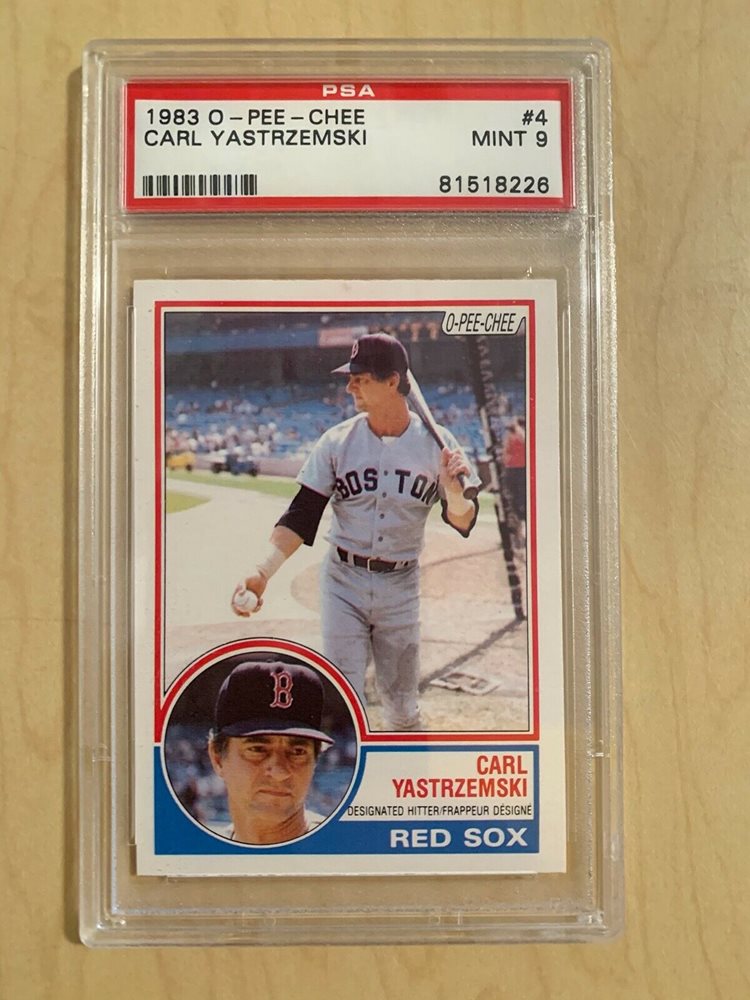 PSA
1983 O-PEE-CHEE #4
CARL YASTRZEMSKI MINT 9
81518226
O-PEE-CHEE
B
BOSTON
B
CARL
YASTRZEMSKI
DESIGNATED HITTER/FRAPPEUR DÉSIGNÉ
RED SOX